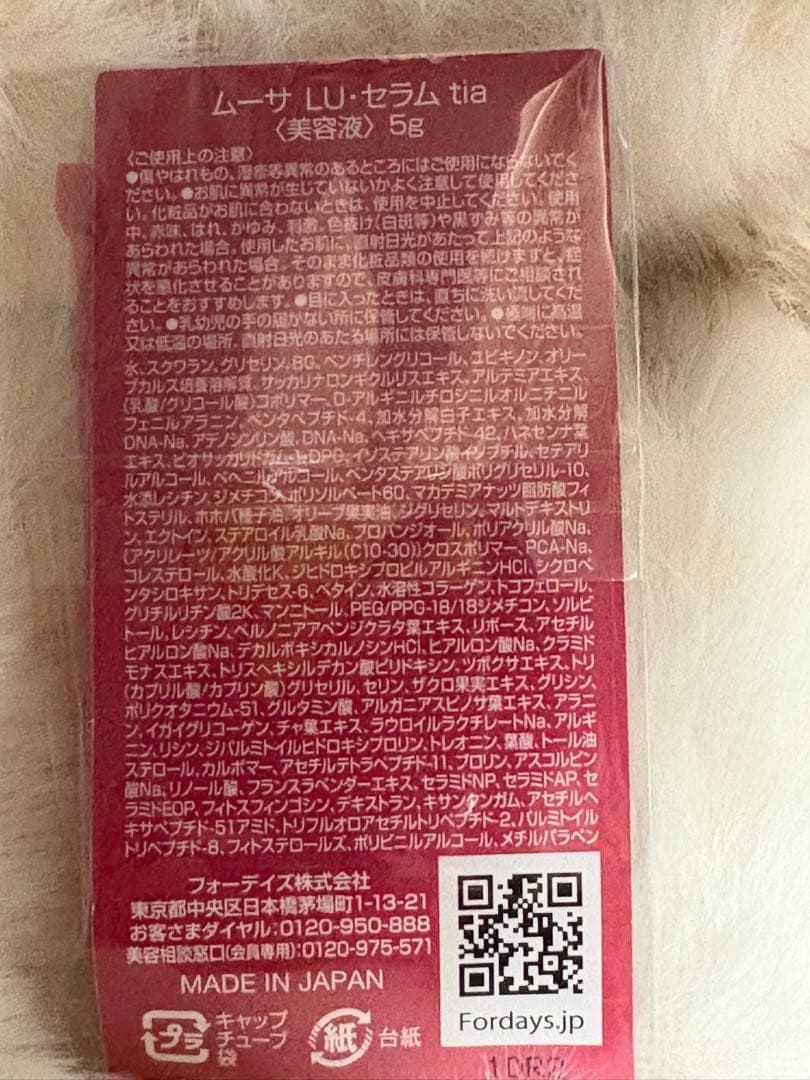 ムーサ LU・セラム tia
〈美容液〉 5g
〈ご使用上の注意〉
●傷やはれもの、湿疹等異常のあるところにはご使用にならないでく
ださい。●お肌に異常が生じていないかよく注意して使用してくださ
い。化粧品がお肌に合わないときは、使用を中止してください。使用
中、赤味、はれ、かゆみ、刺激、色抜け(白斑等)や黒ずみ等の異常が
あらわれた場合。使用したお肌に、直射日光があたって上記のような
異常があらわれた場合。そのまま化粧品類の使用を続けますと、症
状を悪化させることがありますので、皮膚科専門医等にご相談され
ることをおすすめします。●目に入ったときは、直ちに洗い流してくだ
さい。●乳幼児の手の届かない所に保管してください。●極端に高温
又は低温の場所、直射日光のあたる場所には保管しないでください。
水、スクワラン、グリセリン、BG、ペンチレングリコール、ユビキノン、オリー
ブカルス培養溶解質、サッカリナロンギクルリスエキス、アルテミアエキス、
(乳酸/グリコール酸)コポリマー、D-アルギニルチロシニルオルニチニル
フェニルアラニン、ペンタペプチド-4、加水分解白子エキス、加水分解
DNA-Na、アデノシンリン酸、DNA-Na、ヘキサペプチド-42、ハネセンナ葉
エキス、ビオサッカリドガム-1、DPG、イソステアリン酸イソプチル、セテアリ
ルアルコール、ベヘニルアルコール、ペンタステアリン酸ポリグリセリル-10、
水添レシチン、ジメチコン、ポリソルベート60、マカデミアナッツ脂肪酸フィ
トステリル、ホホバ種子油、オリーブ果実油、ジグリセリン、マルトデキストリ
ン、エクトイン、ステアロイル乳酸Na、プロパンジオール、ポリアクリル酸Na、
(アクリレーツ/アクリル酸アルキル(C10-30))クロスポリマー、PCA-Na、
コレステロール、水酸化K、ジヒドロキシプロピルアルギニンHCl、シクロペ
ンタシロキサン、トリデセス-6、ベタイン、水溶性コラーゲン、トコフェロール、
グリチルリチン酸2K、マンニトール、PEG/PPG-18/18ジメチコン、ソルビ
トール、レシチン、ベルノニアアペンジクラタ葉エキス、リボース、アセチル
ヒアルロン酸Na、デカルボキシカルノシンHCl、ヒアルロン酸Na、クラミド
モナスエキス、トリスヘキシルデカン酸ピリドキシン、ツボクサエキス、トリ
(カプリル酸/カプリン酸)グリセリル、セリン、ザクロ果実エキス、グリシン、
ポリクオタニウム-51、グルタミン酸、アルガニアスピノサ葉エキス、アラニ
ン、イガイグリコーゲン、チャ葉エキス、ラウロイルラクチレートNa、アルギ
ニン、リシン、ジパルミトイルヒドロキシプロリン、トレオニン、葉酸、トール油
ステロール、カルボマー、アセチルテトラペプチド-11、プロリン、アスコルビン
酸Na、リノール酸、フランスラベンダーエキス、セラミドNP、セラミドAP、セ
ラミドEOP、フィトスフィンゴシン、デキストラン、キサンタンガム、アセチルヘ
キサペプチド-51アミド、トリフルオロアセチルトリペプチド-2、パルミトイル
トリペプチド-8、フィトステロールズ、ポリビニルアルコール、メチルパラベン
フォーデイズ株式会社
東京都中央区日本橋茅場町1-13-21
お客さまダイヤル:0120-950-888
美容相談窓口(会員専用):0120-975-571
MADE IN JAPAN
Fordays.jp
プラ
キャップ
チューブ
袋
紙
台紙